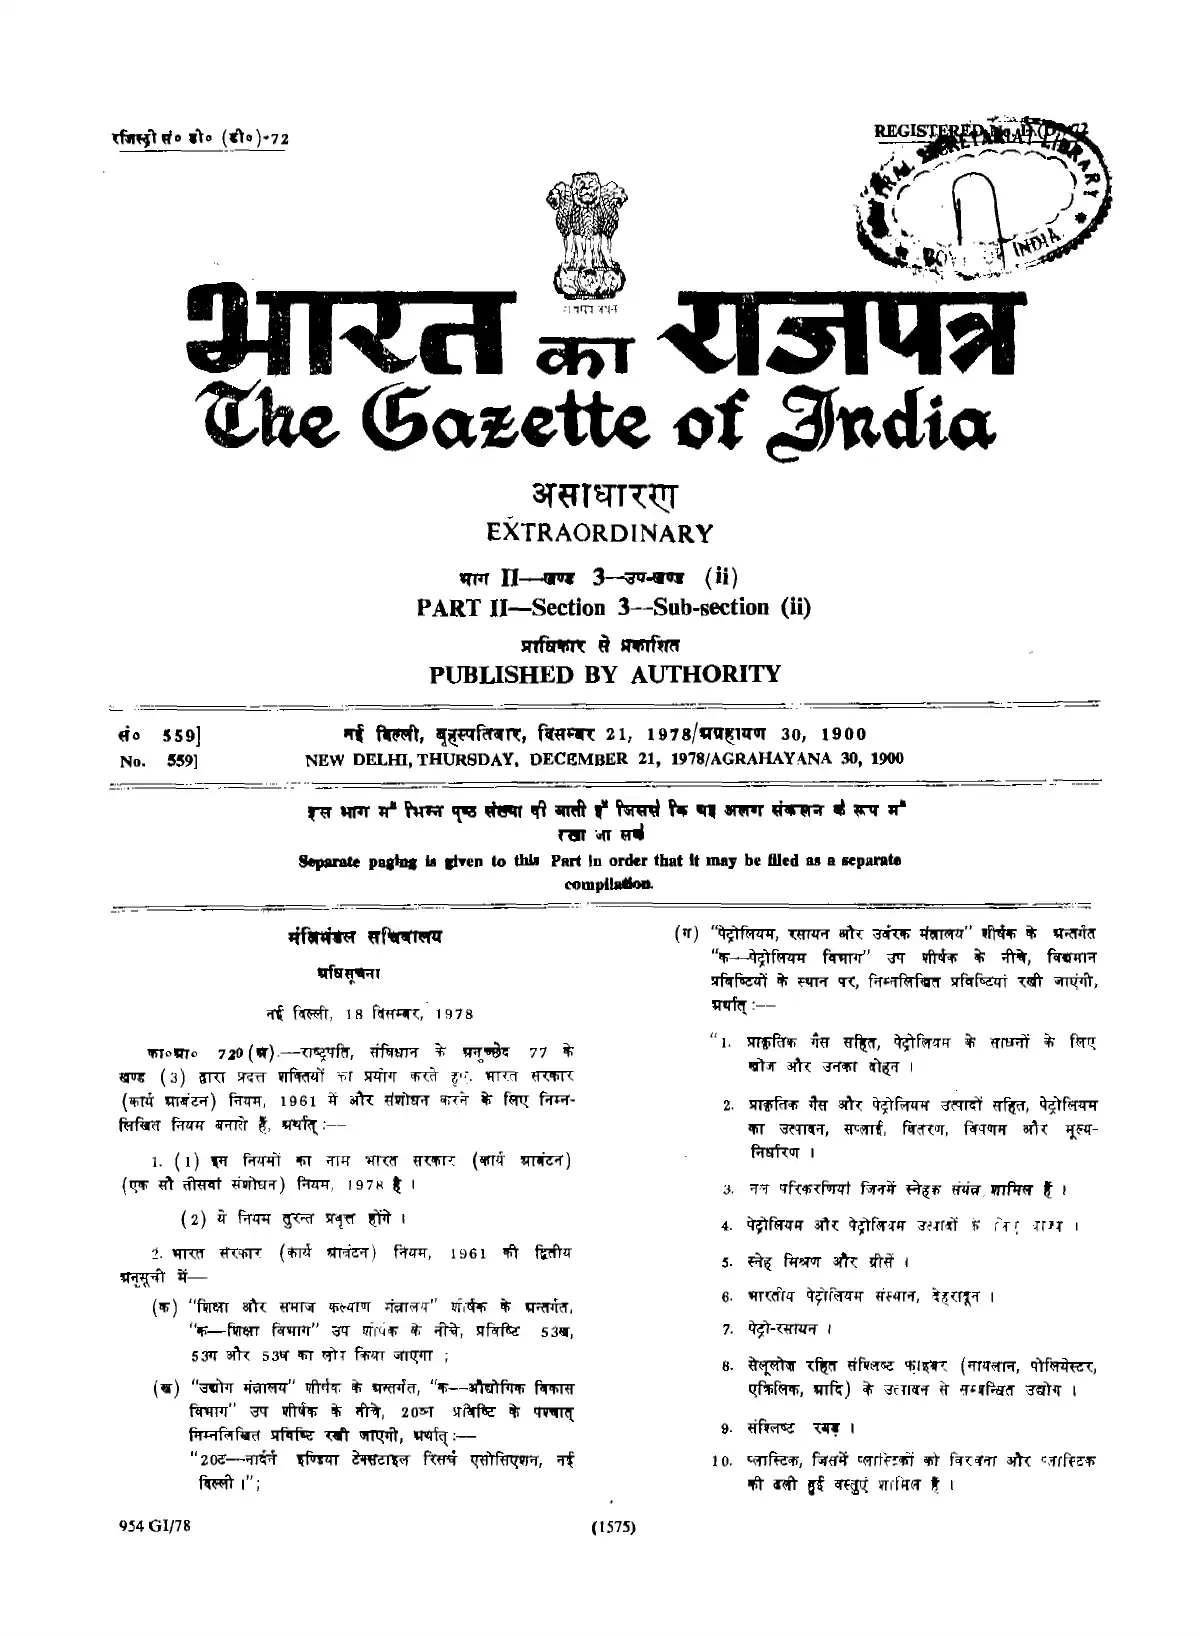 रजिस्ट्री सं० डी० (डी०)-72
REGISTERED No. D(D)-72
SECRETARIAT LIBRARY
GOVT OF INDIA
भारत का राजपत्र
The Gazette of India
असाधारण
EXTRAORDINARY
भाग II—खण्ड 3—उप-खण्ड (ii)
PART II—Section 3—Sub-section (ii)
प्राधिकार से प्रकाशित
PUBLISHED BY AUTHORITY
सं० 559] नई दिल्ली, बृहस्पतिवार, दिसम्बर 21, 1978/अग्रहायण 30, 1900
No. 559] NEW DELHI, THURSDAY, DECEMBER 21, 1978/AGRAHAYANA 30, 1900
इस भाग में भिन्न पृष्ठ संख्या दी जाती है जिससे कि यह अलग संकलन के रूप में
रखा जा सके
Separate paging is given to this Part in order that it may be filed as a separate
compilation.
मंत्रिमंडल सचिवालय
अधिसूचना
नई दिल्ली, 18 दिसम्बर, 1978
का०आ० 720 (अ).—राष्ट्रपति, संविधान के अनुच्छेद 77 के
खण्ड (3) द्वारा प्रदत्त शक्तियों का प्रयोग करते हुए, भारत सरकार
(कार्य आबंटन) नियम, 1961 में और संशोधन करने के लिए निम्न-
लिखित नियम बनाते हैं, अर्थात् :—
1. (1) इन नियमों का नाम भारत सरकार (कार्य आबंटन)
(एक सौ तीसवां संशोधन) नियम, 1978 है ।
(2) ये नियम तुरन्त प्रवृत्त होंगे ।
2. भारत सरकार (कार्य आबंटन) नियम, 1961 की द्वितीय
अनुसूची में—
(क) "शिक्षा और समाज कल्याण मंत्रालय" शीर्षक के अन्तर्गत,
"क—शिक्षा विभाग" उप शीर्षक के नीचे, प्रविष्टि 53ख,
53ग और 53घ का लोप किया जाएगा ;
(ख) "उद्योग मंत्रालय" शीर्षक के अन्तर्गत, "क—औद्योगिक विकास
विभाग" उप शीर्षक के नीचे, 20ञ प्रविष्टि के पश्चात्
निम्नलिखित प्रविष्टि रखी जाएगी, अर्थात् :—
"20ट—नार्दर्न इण्डिया टेक्सटाइल रिसर्च एसोसिएशन, नई
दिल्ली ।";
(ग) "पेट्रोलियम, रसायन और उर्वरक मंत्रालय" शीर्षक के अन्तर्गत
"क—पेट्रोलियम विभाग" उप शीर्षक के नीचे, विद्यमान
प्रविष्टियों के स्थान पर, निम्नलिखित प्रविष्टियां रखी जाएंगी,
अर्थात् :—
"1. प्राकृतिक गैस सहित, पेट्रोलियम के साधनों के लिए
खोज और उनका दोहन ।
2. प्राकृतिक गैस और पेट्रोलियम उत्पादों सहित, पेट्रोलियम
का उत्पादन, सप्लाई, वितरण, विपणम और मूल्य-
निर्धारण ।
3. तेल परिकरणियां जिनमें स्नेहक संयंत्र शामिल हैं ।
4. पेट्रोलियम और पेट्रोलियम उत्पादों के लिए ।
5. स्नेह मिश्रण और ग्रीसें ।
6. भारतीय पेट्रोलियम संस्थान, देहरादून ।
7. पेट्रो-रसायन ।
8. सेलूलोज रहित संश्लिष्ट फाइबर (नायलान, पोलियेस्टर,
एक्रिलिक, आदि) के उत्पादन से सम्बन्धित उद्योग ।
9. संश्लिष्ट रबड़ ।
10. प्लास्टिक, जिसमें प्लास्टिकों की विरचना और प्लास्टिक
की ढली हुई वस्तुएं शामिल हैं ।
954 GI/78
(1575)